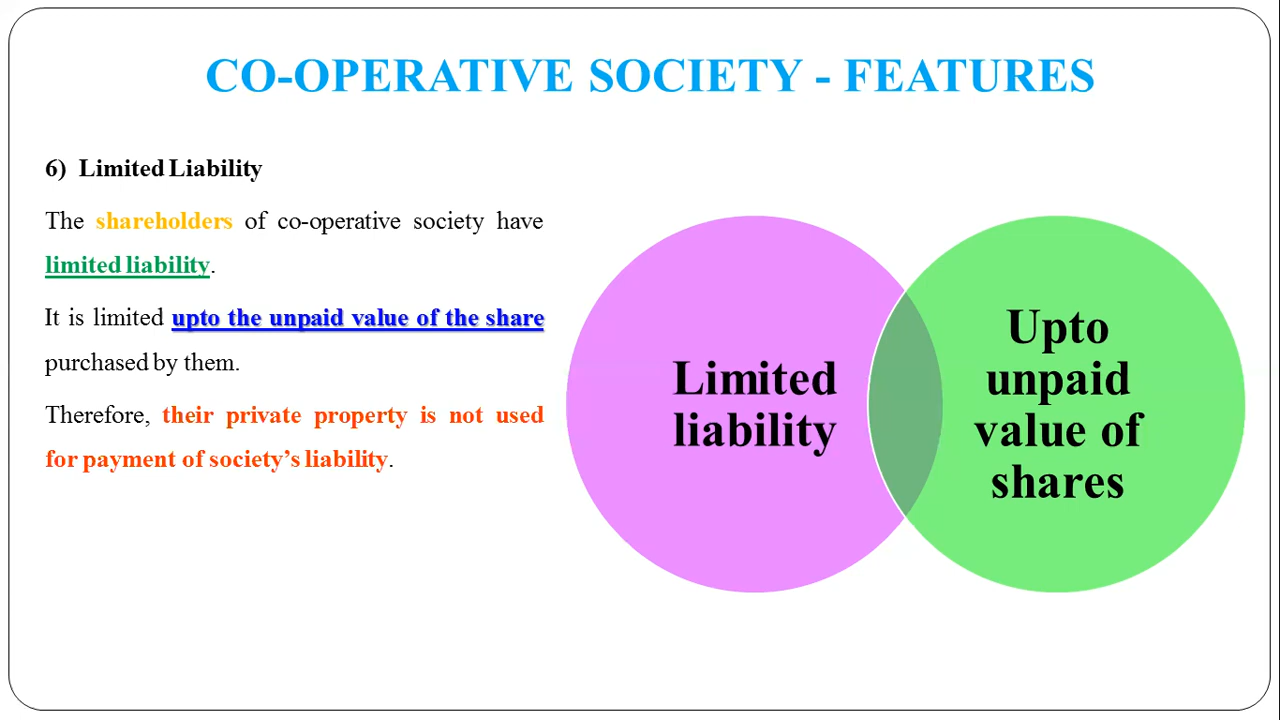 CO-OPERATIVE SOCIETY - FEATURES
6) Limited Liability
The shareholders of co-operative society have
limited liability.
It is limited upto the unpaid value of the share
purchased by them.
Therefore, their private property is not used
for payment of society’s liability.
Limited
liability
Upto
unpaid
value of
shares